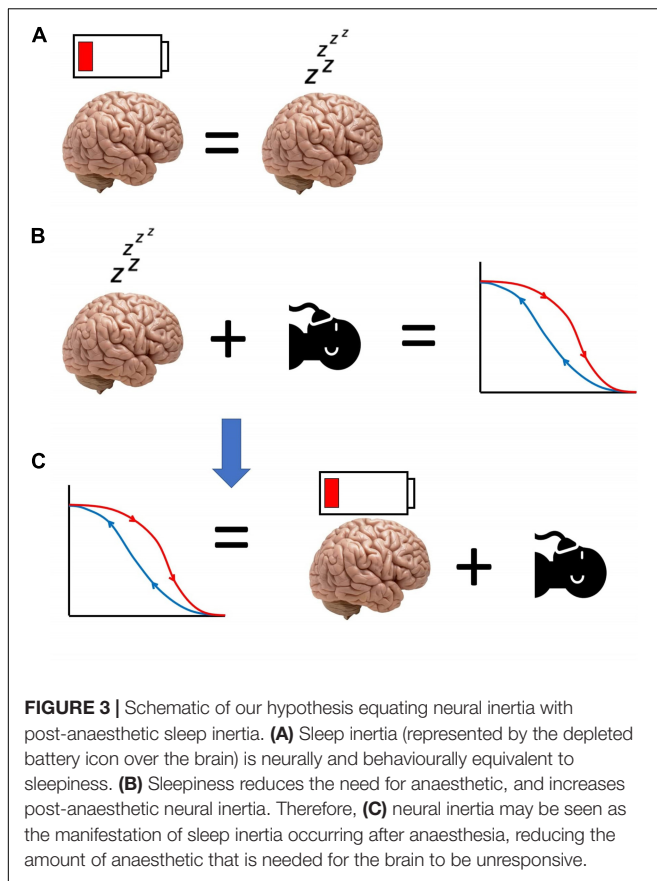 A
z z z z
B
z z z z
C
FIGURE 3 | Schematic of our hypothesis equating neural inertia with
post-anaesthetic sleep inertia. (A) Sleep inertia (represented by the depleted
battery icon over the brain) is neurally and behaviourally equivalent to
sleepiness. (B) Sleepiness reduces the need for anaesthetic, and increases
post-anaesthetic neural inertia. Therefore, (C) neural inertia may be seen as
the manifestation of sleep inertia occurring after anaesthesia, reducing the
amount of anaesthetic that is needed for the brain to be unresponsive.